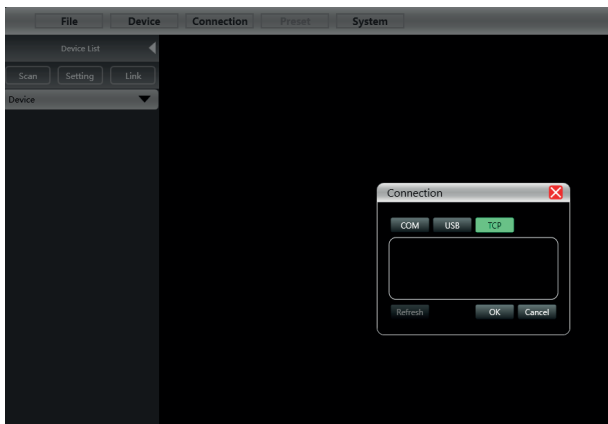 File Device Connection Preset System
Device List
Scan Setting Link
Device
Connection
COM USB TCP
Refresh OK Cancel